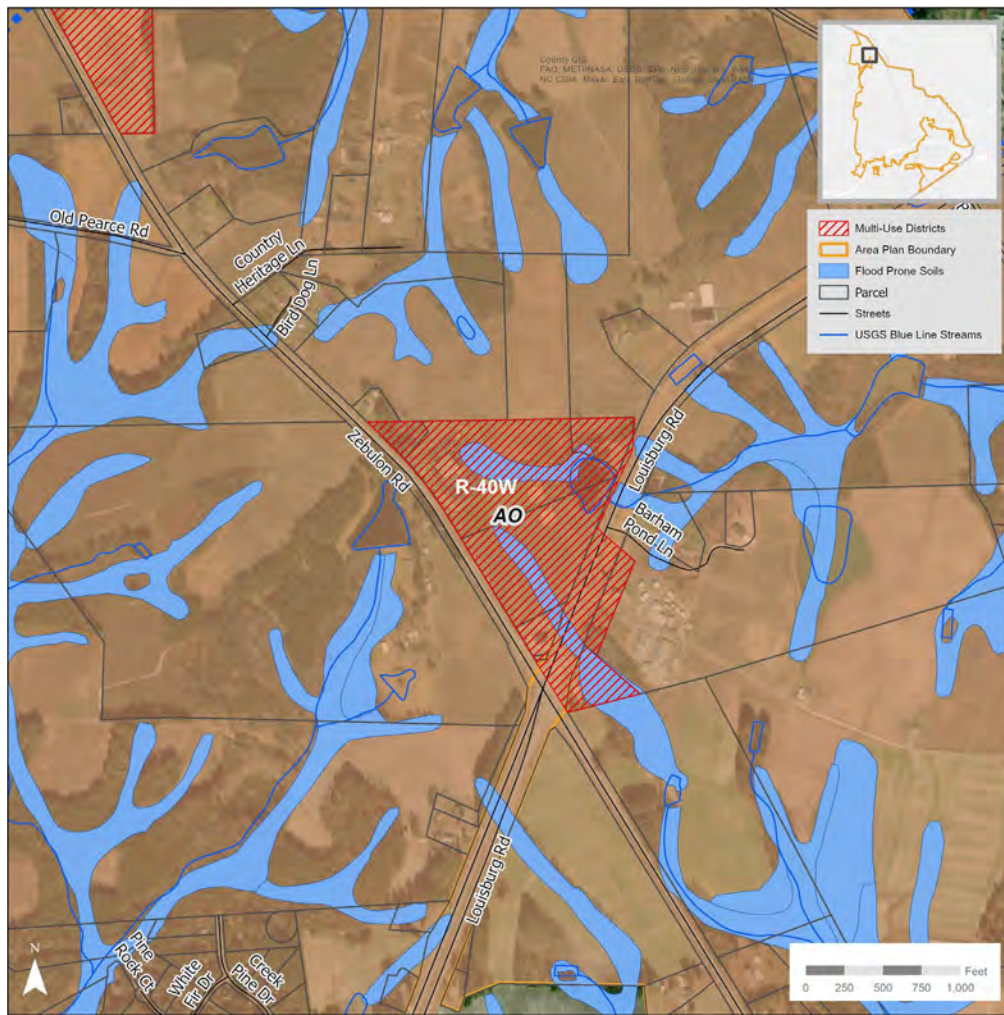 County GIS
Multi-Use Districts
Area Plan Boundary
Flood Prone Soils
Parcel
Streets
USGS Blue Line Streams
Old Pearce Rd
Country
Heritage Ln
Bird Dog Ln
Zebulon Rd
Louisburg Rd
R-40W
AO
Barham
Pond Ln
Louisburg Rd
Pine
Rock Ct
White
Fir Dr
Creek
Pine Dr
N
Feet
0 250 500 750 1,000